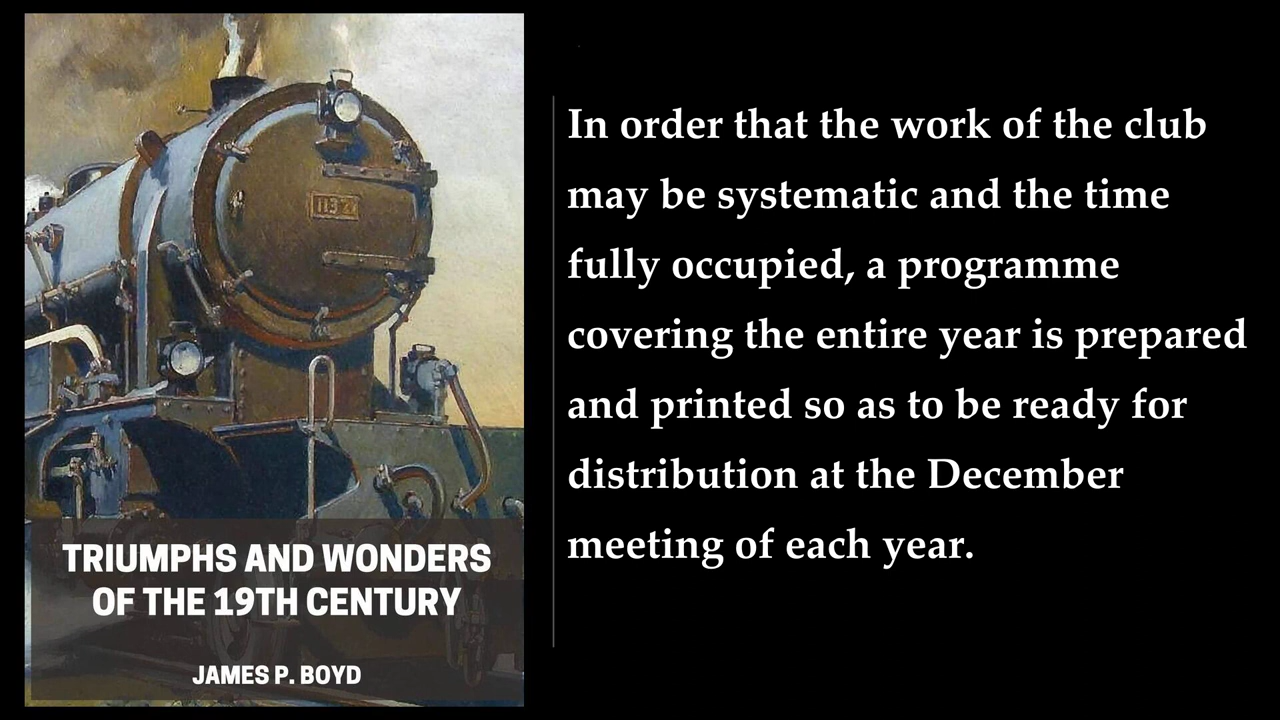 TRIUMPHS AND WONDERS
OF THE 19TH CENTURY
JAMES P. BOYD
In order that the work of the club
may be systematic and the time
fully occupied, a programme
covering the entire year is prepared
and printed so as to be ready for
distribution at the December
meeting of each year.